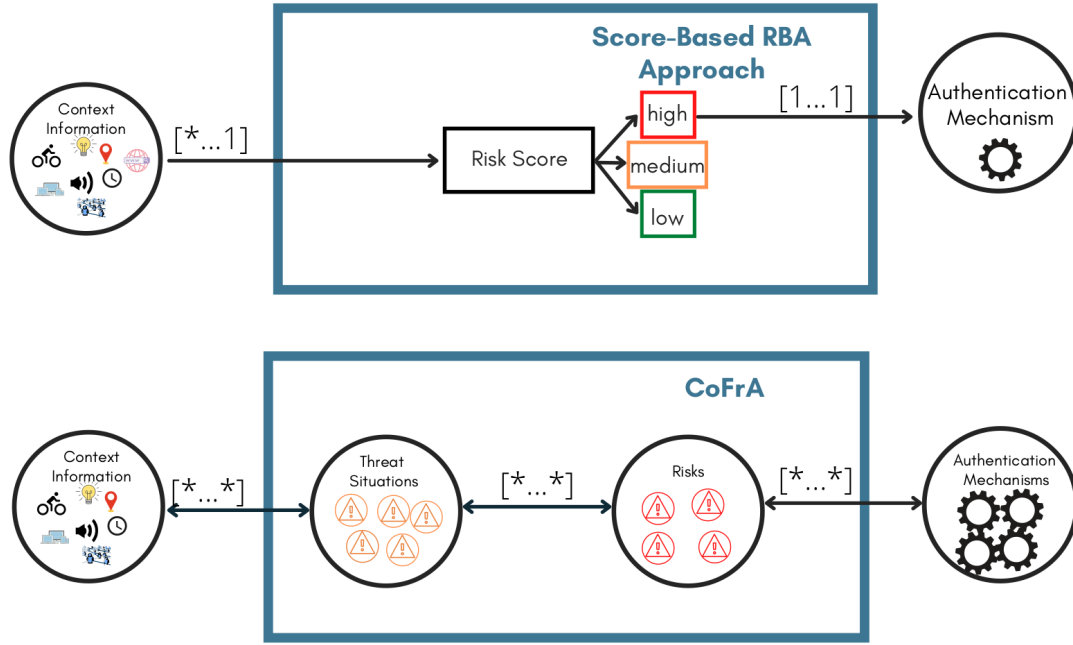 Score-Based RBA
Approach
Context
Information
[*...1]
Risk Score
high
medium
low
[1...1]
Authentication
Mechanism
CoFrA
Context
Information
[*...*]
Threat
Situations
[*...*]
Risks
[*...*]
Authentication
Mechanisms